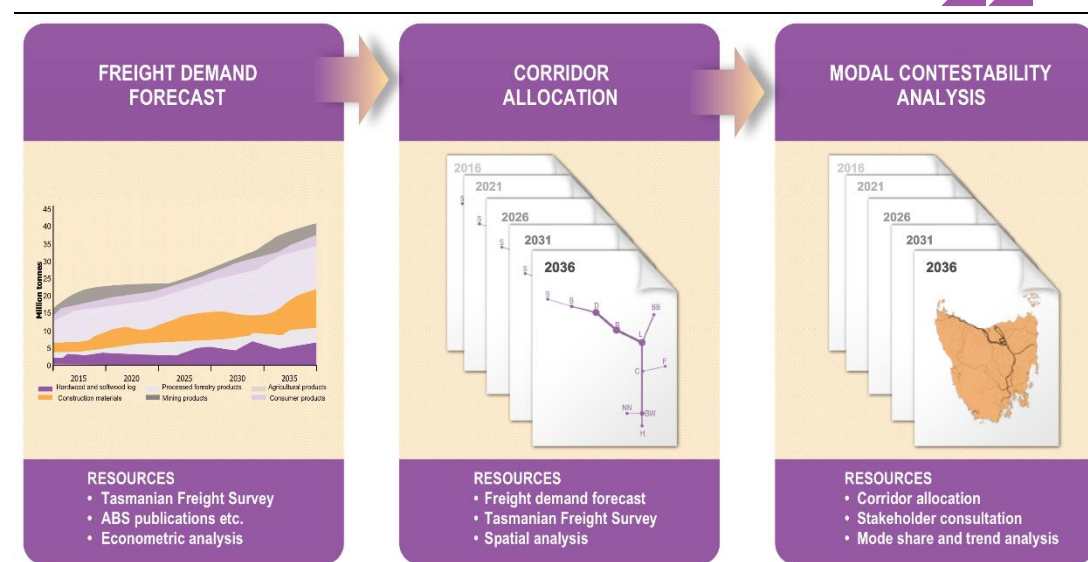 FREIGHT DEMAND
FORECAST
45
40
35
30
25
20
15
10
5
0
Million tonnes
2015
2020
2025
2030
2035
Hardwood and softwood log
Processed forestry products
Agricultural products
Construction materials
Mining products
Consumer products
RESOURCES
• Tasmanian Freight Survey
• ABS publications etc.
• Econometric analysis
CORRIDOR
ALLOCATION
2016
2021
2026
2031
2036
S
S
S
S
S
B
D
B
L
BB
C
F
NN
BW
H
RESOURCES
• Freight demand forecast
• Tasmanian Freight Survey
• Spatial analysis
MODAL CONTESTABILITY
ANALYSIS
2016
2021
2026
2031
2036
RESOURCES
• Corridor allocation
• Stakeholder consultation
• Mode share and trend analysis